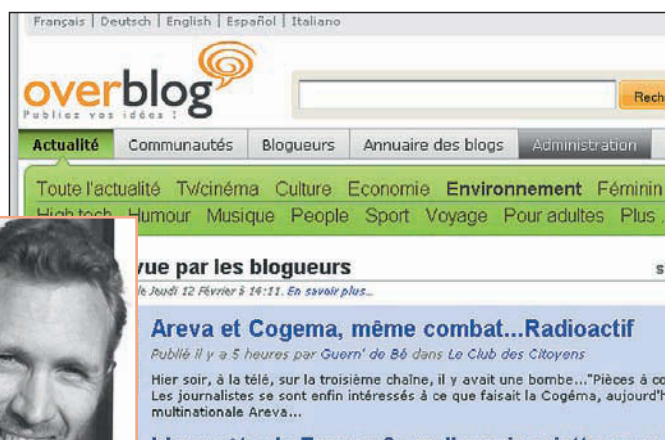 Français | Deutsch | English | Español | Italiano
overblog
Publiez vos idées !
Rech
Actualité Communautés Blogueurs Annuaire des blogs Administration
Toute l'actualité Tv/cinéma Culture Economie Environnement Féminin
High tech Humour Musique People Sport Voyage Pour adultes Plus
vue par les blogueurs
le Jeudi 12 Février à 14:11. En savoir plus...
Areva et Cogema, même combat...Radioactif
Publié il y a 5 heures par Guern' de Bé dans Le Club des Citoyens
Hier soir, à la télé, sur la troisième chaîne, il y avait une bombe..."Pièces à co
Les journalistes se sont enfin intéressés à ce que faisait la Cogéma, aujourd'h
multinationale Areva...